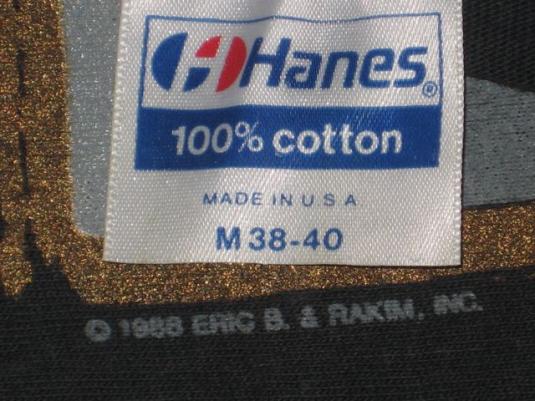 Hanes®
100% cotton
MADE IN U S A
M 38-40
© 1988 ERIC B. & RAKIM, INC.